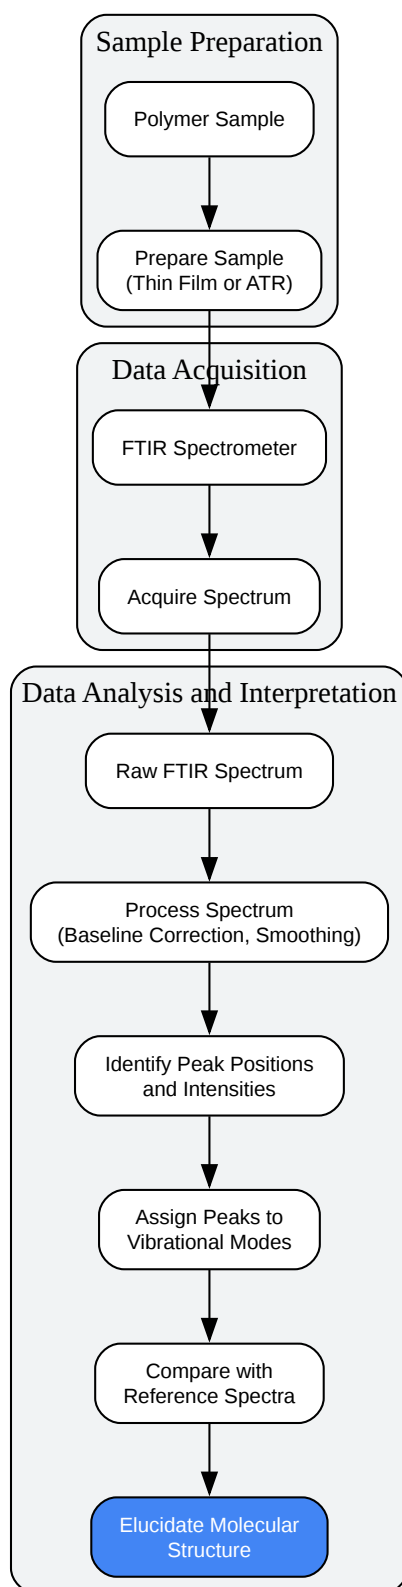 Sample Preparation
Polymer Sample
Prepare Sample
(Thin Film or ATR)
Data Acquisition
FTIR Spectrometer
Acquire Spectrum
Data Analysis and Interpretation
Raw FTIR Spectrum
Process Spectrum
(Baseline Correction, Smoothing)
Identify Peak Positions
and Intensities
Assign Peaks to
Vibrational Modes
Compare with
Reference Spectra
Elucidate Molecular
Structure